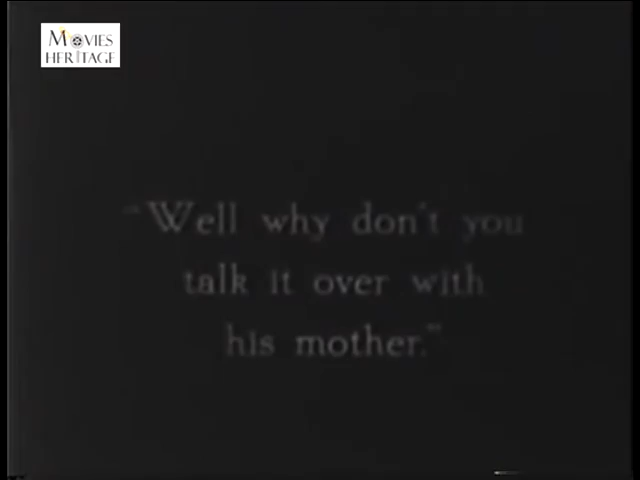 MOVIES
HERITAGE
"Well why don't you
talk it over with
his mother."